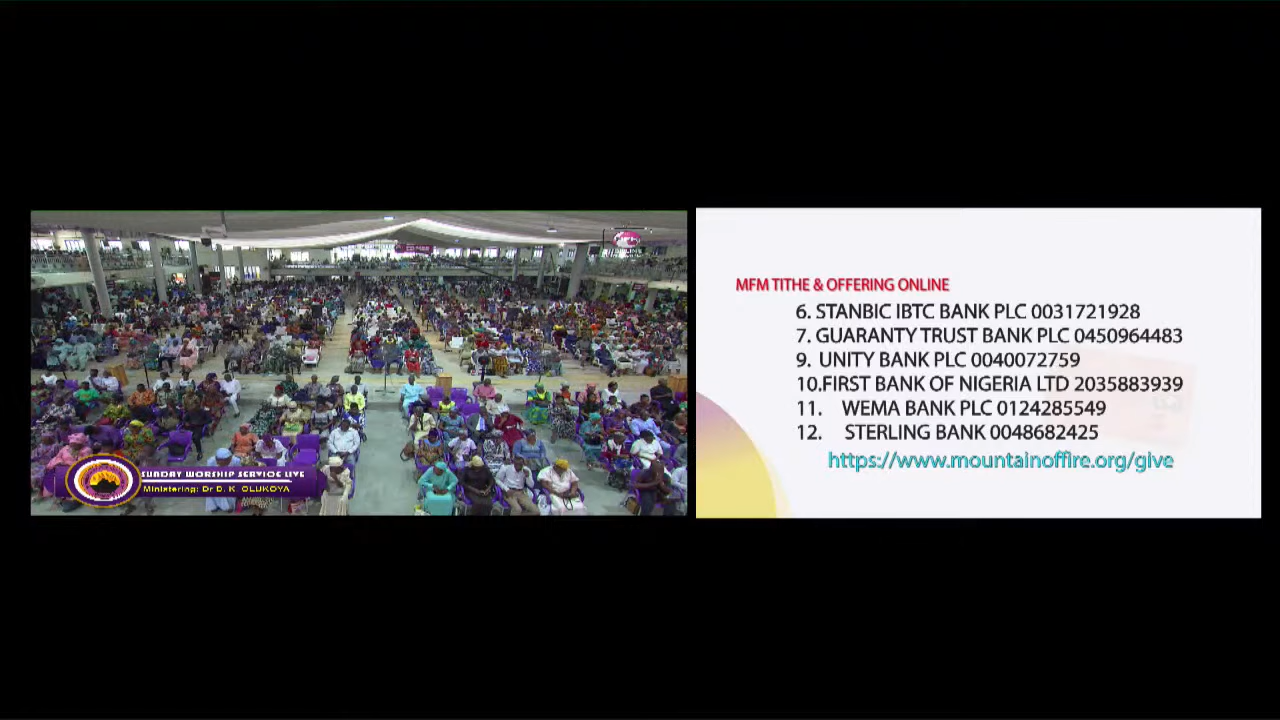 SUNDAY WORSHIP SERVICE LIVE
Ministering: Dr D. K. OLUKOYA
MFM TITHE & OFFERING ONLINE
6. STANBIC IBTC BANK PLC 0031721928
7. GUARANTY TRUST BANK PLC 0450964483
9. UNITY BANK PLC 0040072759
10.FIRST BANK OF NIGERIA LTD 2035883939
11. WEMA BANK PLC 0124285549
12. STERLING BANK 0048682425
https://www.mountainoffire.org/give